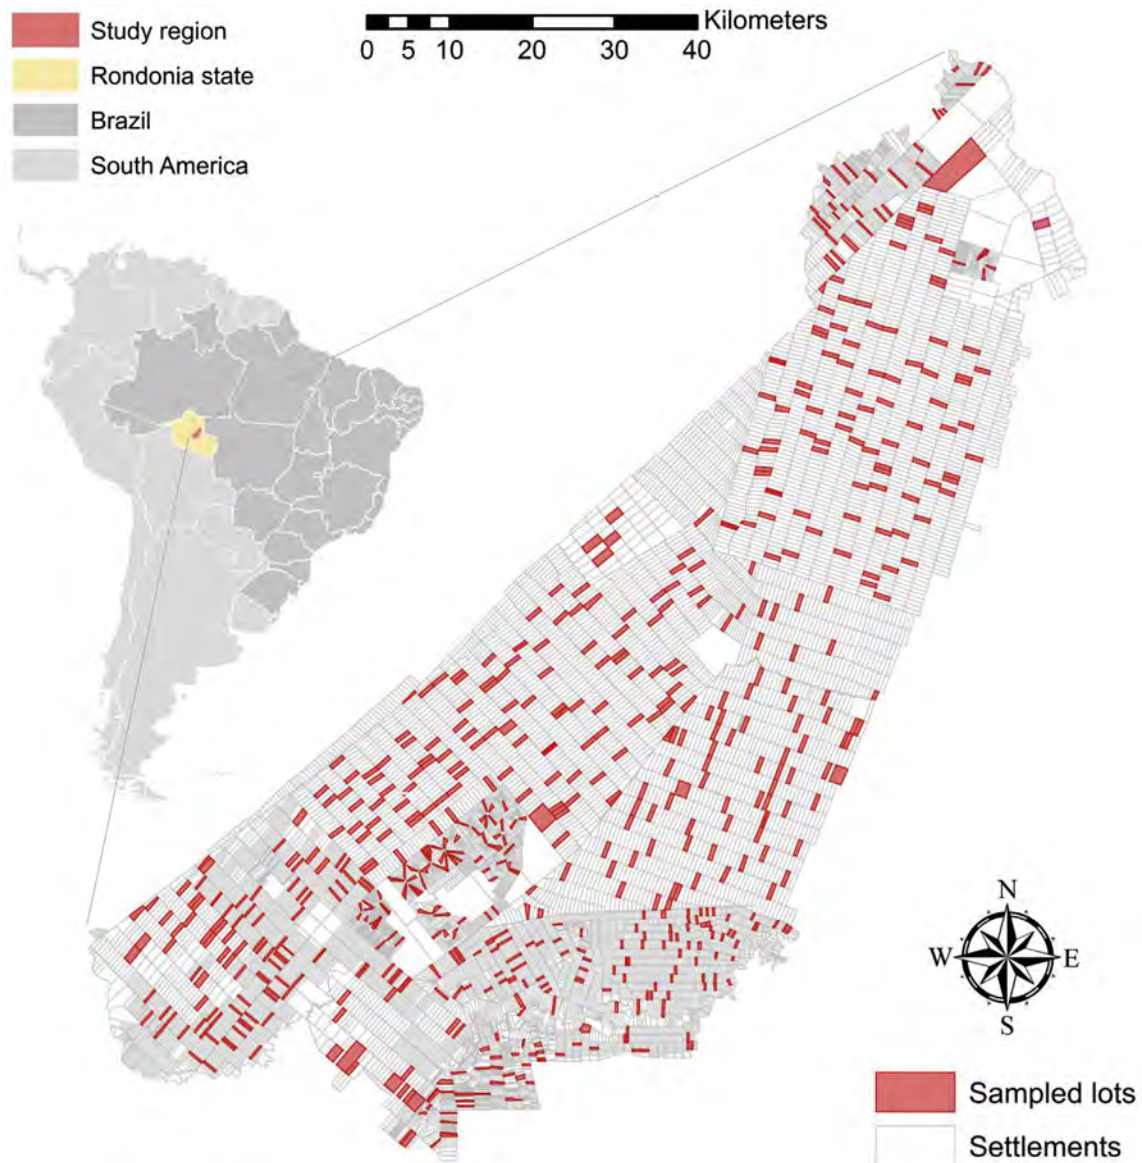 Study region
Rondonia state
Brazil
South America
Kilometers
0 5 10 20 30 40
N
W E
S
Sampled lots
Settlements